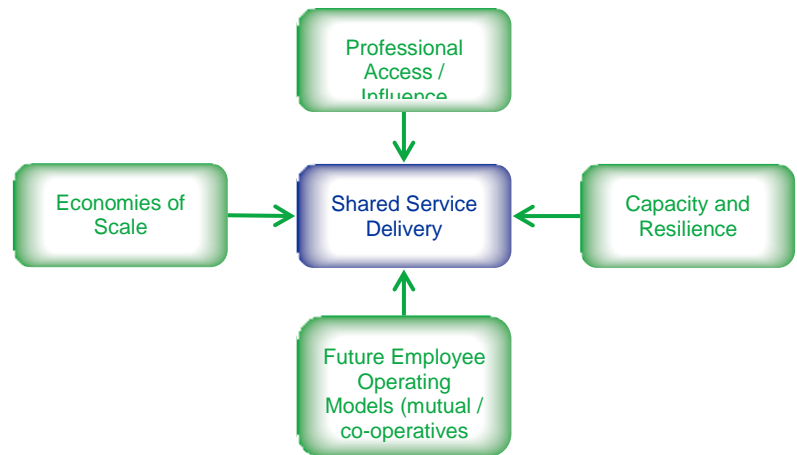 Professional
Access /
Influence
Economies of
Scale
Shared Service
Delivery
Capacity and
Resilience
Future Employee
Operating
Models (mutual /
co-operatives